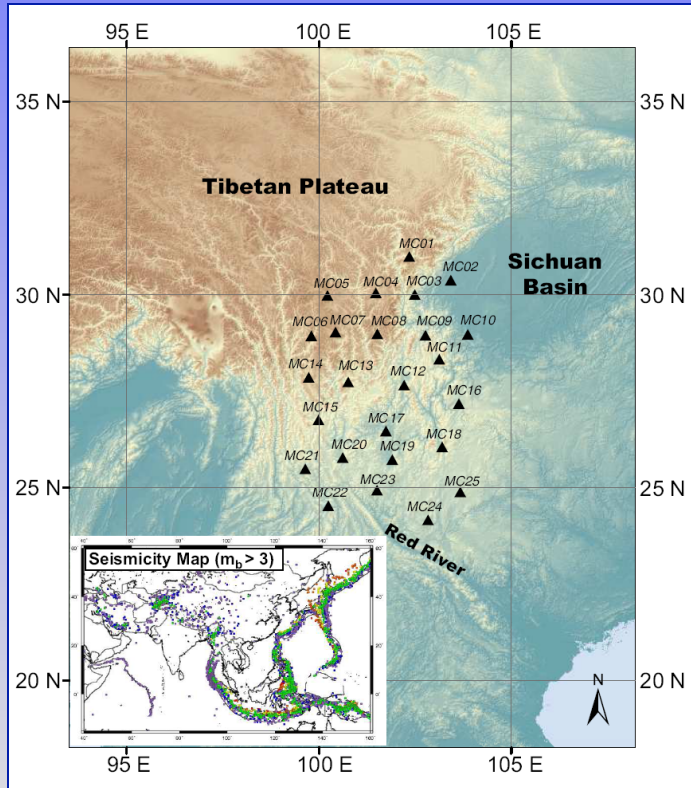 95 E 100 E 105 E
35 N 35 N
Tibetan Plateau
MC01
Sichuan
Basin
MC02
MC05 MC04 MC03
30 N 30 N
MC06 MC07 MC08 MC09 MC10
MC11
MC14 MC13 MC12
MC16
MC15
MC17
MC18
MC21 MC20 MC19
25 N 25 N
MC22 MC23 MC24 MC25
Red River
Seismicity Map (mb > 3)
20 N 20 N
N
95 E 100 E 105 E